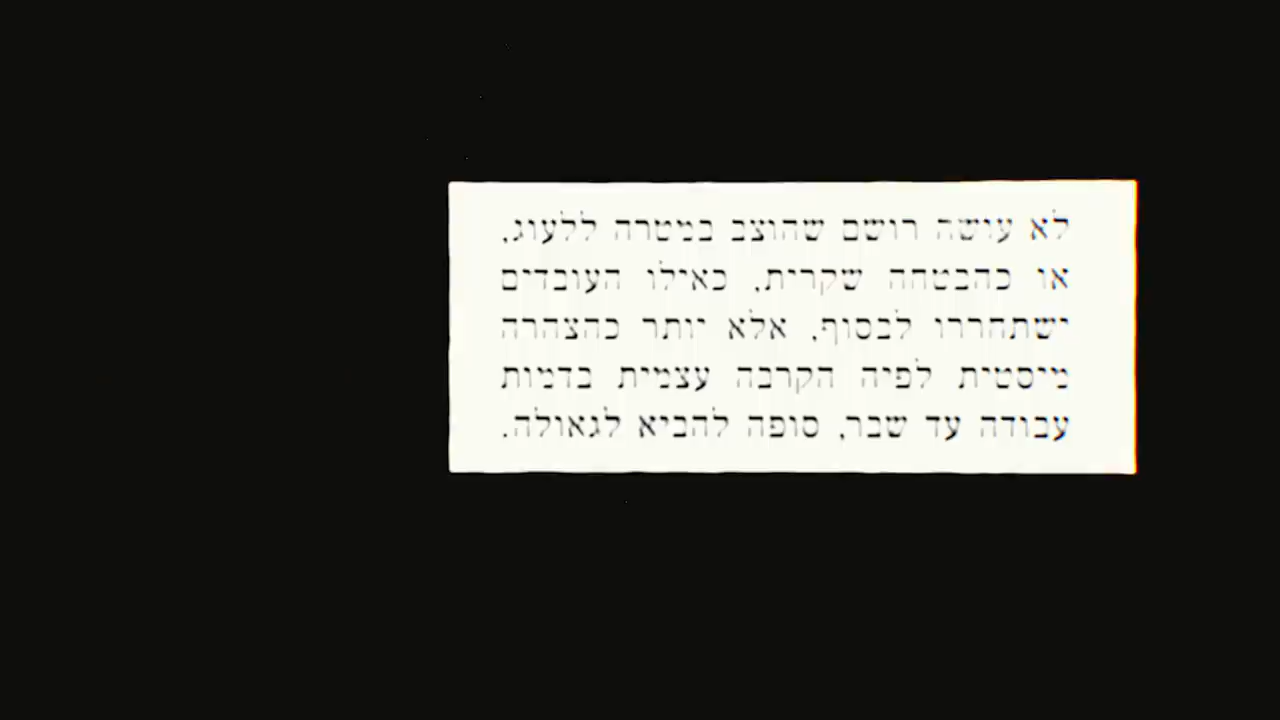 לא עושה רושם שהוצב במטרה ללעוג,
או כהבטחה שקרית, כאילו העובדים
ישתחררו לבסוף, אלא יותר כהצהרה
מיסטית לפיה הקרבה עצמית בדמות
עבודה עד שבר, סופה להביא לגאולה.